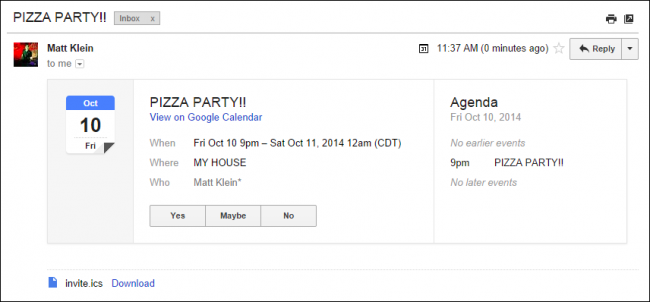 PIZZA PARTY!! Inbox x
Matt Klein 11:37 AM (0 minutes ago) Reply
to me
Oct
10
Fri
PIZZA PARTY!!
View on Google Calendar
When Fri Oct 10 9pm – Sat Oct 11, 2014 12am (CDT)
Where MY HOUSE
Who Matt Klein*
Yes Maybe No
Agenda
Fri Oct 10, 2014
No earlier events
9pm PIZZA PARTY!!
No later events
invite.ics Download